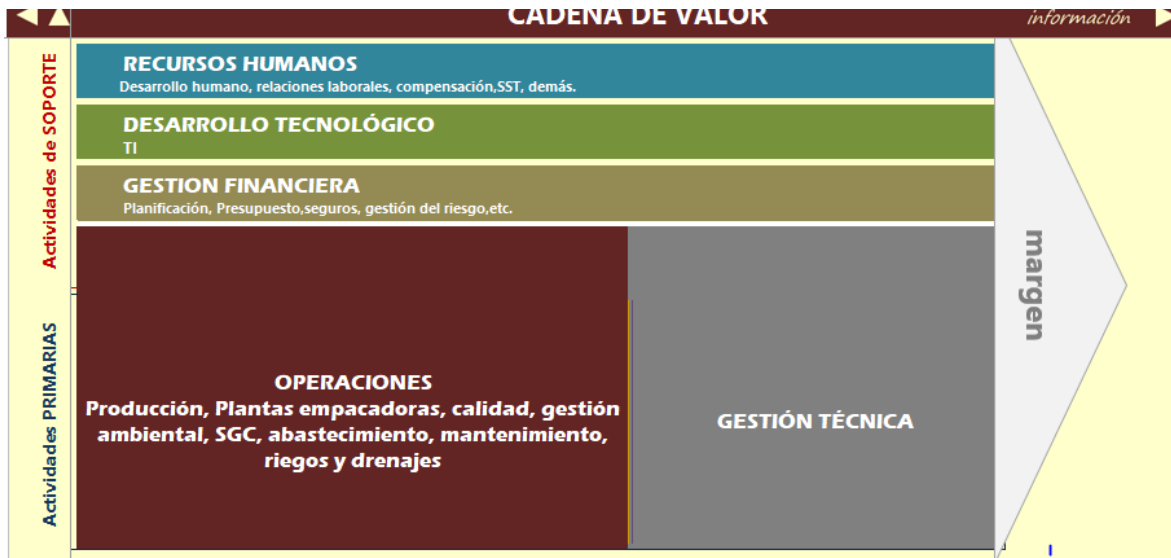 CADENA DE VALOR
información
Actividades de SOPORTE
RECURSOS HUMANOS
Desarrollo humano, relaciones laborales, compensación,SST, demás.
DESARROLLO TECNOLÓGICO
TI
GESTION FINANCIERA
Planificación, Presupuesto,seguros, gestión del riesgo,etc.
Actividades PRIMARIAS
OPERACIONES
Producción, Plantas empacadoras, calidad, gestión
ambiental, SGC, abastecimiento, mantenimiento,
riegos y drenajes
GESTIÓN TÉCNICA
margen